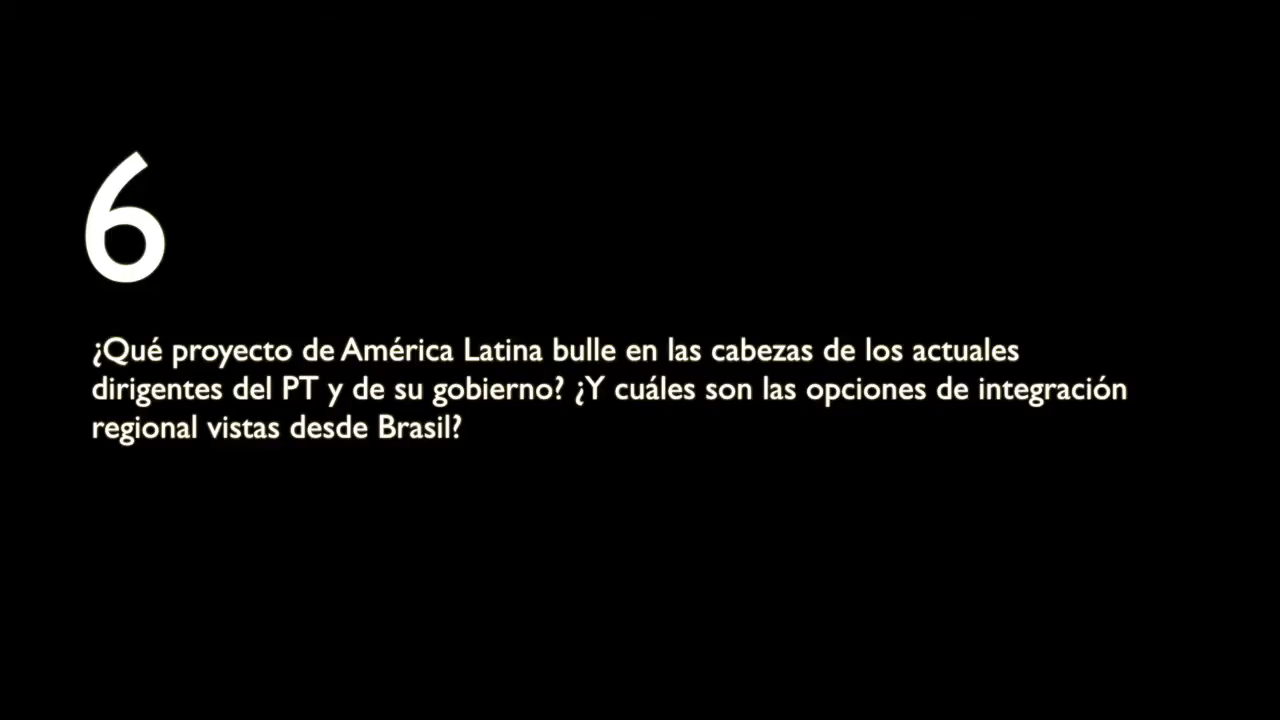 6
¿Qué proyecto de América Latina bulle en las cabezas de los actuales
dirigentes del PT y de su gobierno? ¿Y cuáles son las opciones de integración
regional vistas desde Brasil?